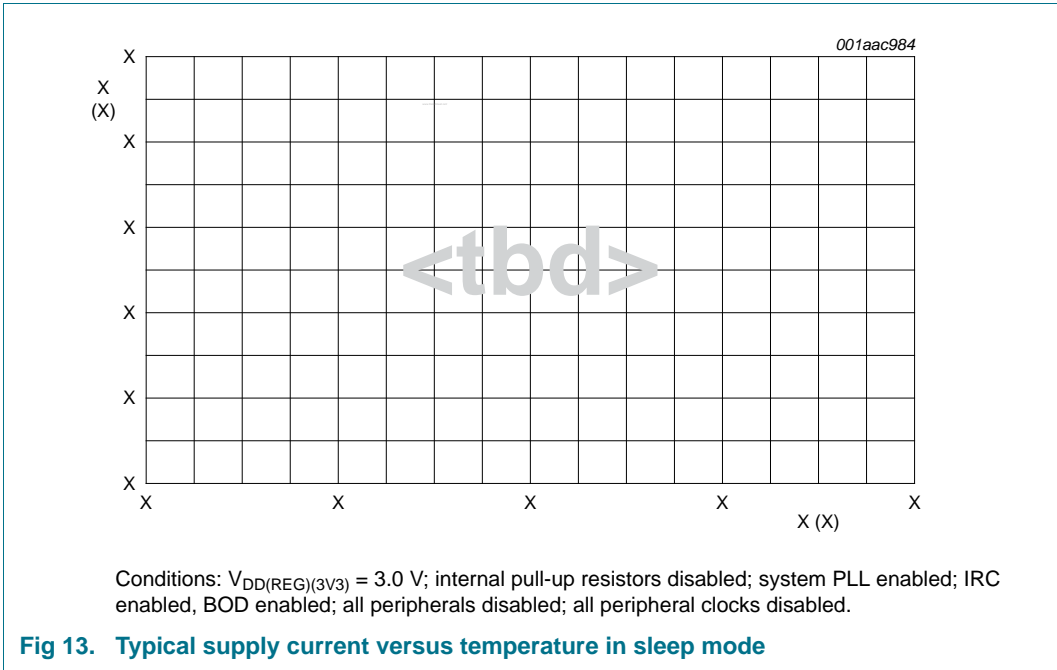 001aac984
X
X
(X)
X
X
<tbd>
X
X
X
X X X X X
X (X)
Conditions: VDD(REG)(3V3) = 3.0 V; internal pull-up resistors disabled; system PLL enabled; IRC
enabled, BOD enabled; all peripherals disabled; all peripheral clocks disabled.
Fig 13. Typical supply current versus temperature in sleep mode